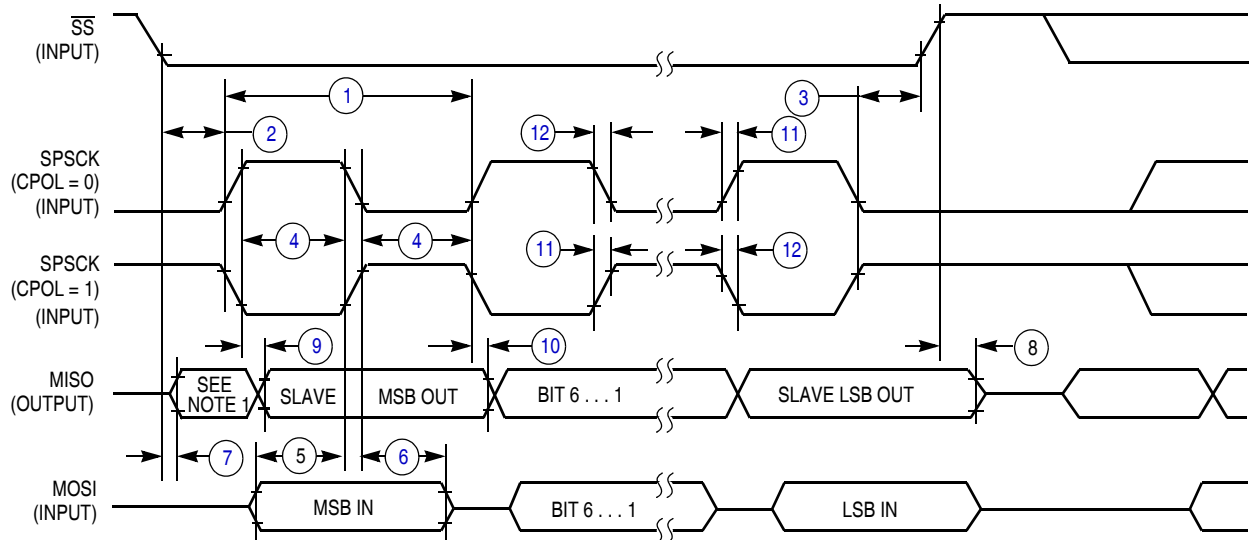 SS
(INPUT)
1
3
2
12
11
SPSCK
(CPOL = 0)
(INPUT)
4
4
11
12
SPSCK
(CPOL = 1)
(INPUT)
9
10
8
MISO
(OUTPUT)
SEE
NOTE 1
SLAVE
MSB OUT
BIT 6 . . . 1
SLAVE LSB OUT
7
5
6
MOSI
(INPUT)
MSB IN
BIT 6 . . . 1
LSB IN